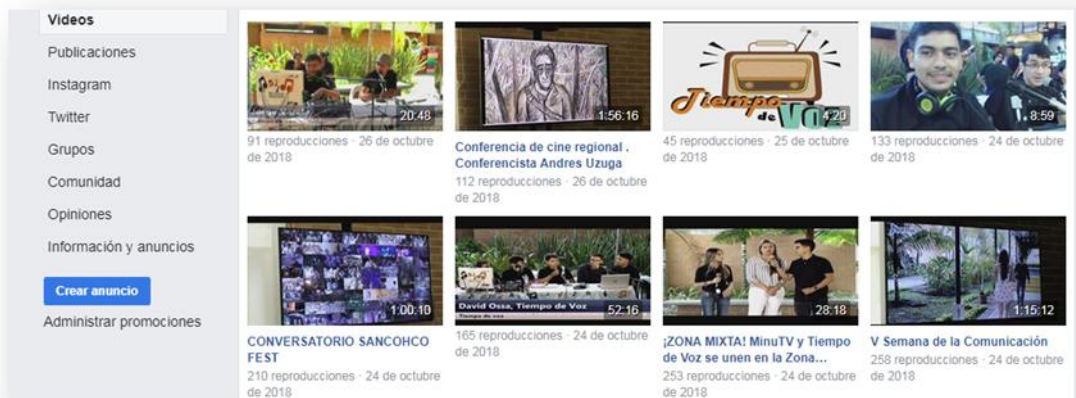 Videos
Publicaciones
Instagram
Twitter
Grupos
Comunidad
Opiniones
Información y anuncios
Crear anuncio
Administrar promociones
20:48
91 reproducciones · 26 de octubre
de 2018
1:56:16
Conferencia de cine regional .
Conferencista Andres Uzuga
112 reproducciones · 26 de octubre
de 2018
Tiempo
de VOZ
4:20
45 reproducciones · 25 de octubre
de 2018
8:59
133 reproducciones · 24 de octubre
de 2018
1:00:10
CONVERSATORIO SANCOHCO
FEST
210 reproducciones · 24 de octubre
de 2018
David Ossa, Tiempo de Voz
Tiempo de voz
52:16
165 reproducciones · 24 de octubre
de 2018
28:18
¡ZONA MIXTA! MinuTV y Tiempo
de Voz se unen en la Zona…
253 reproducciones · 24 de octubre
de 2018
1:15:12
V Semana de la Comunicación
258 reproducciones · 24 de octubre
de 2018